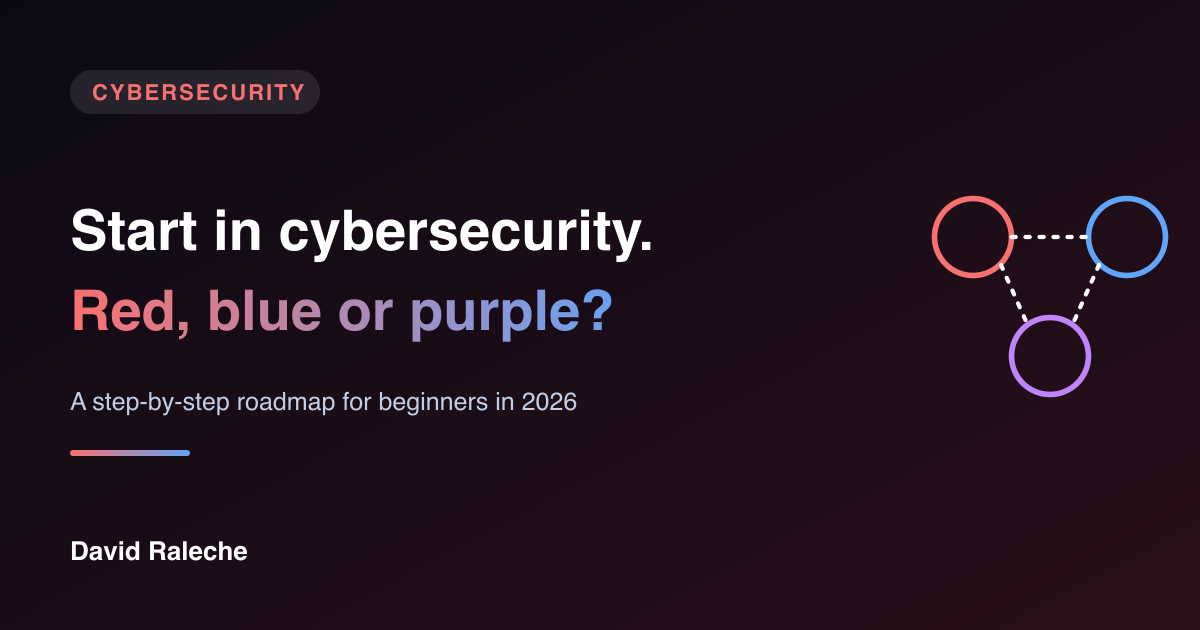 CYBERSECURITY
Start in cybersecurity.
Red, blue or purple?
A step-by-step roadmap for beginners in 2026
David Raleche